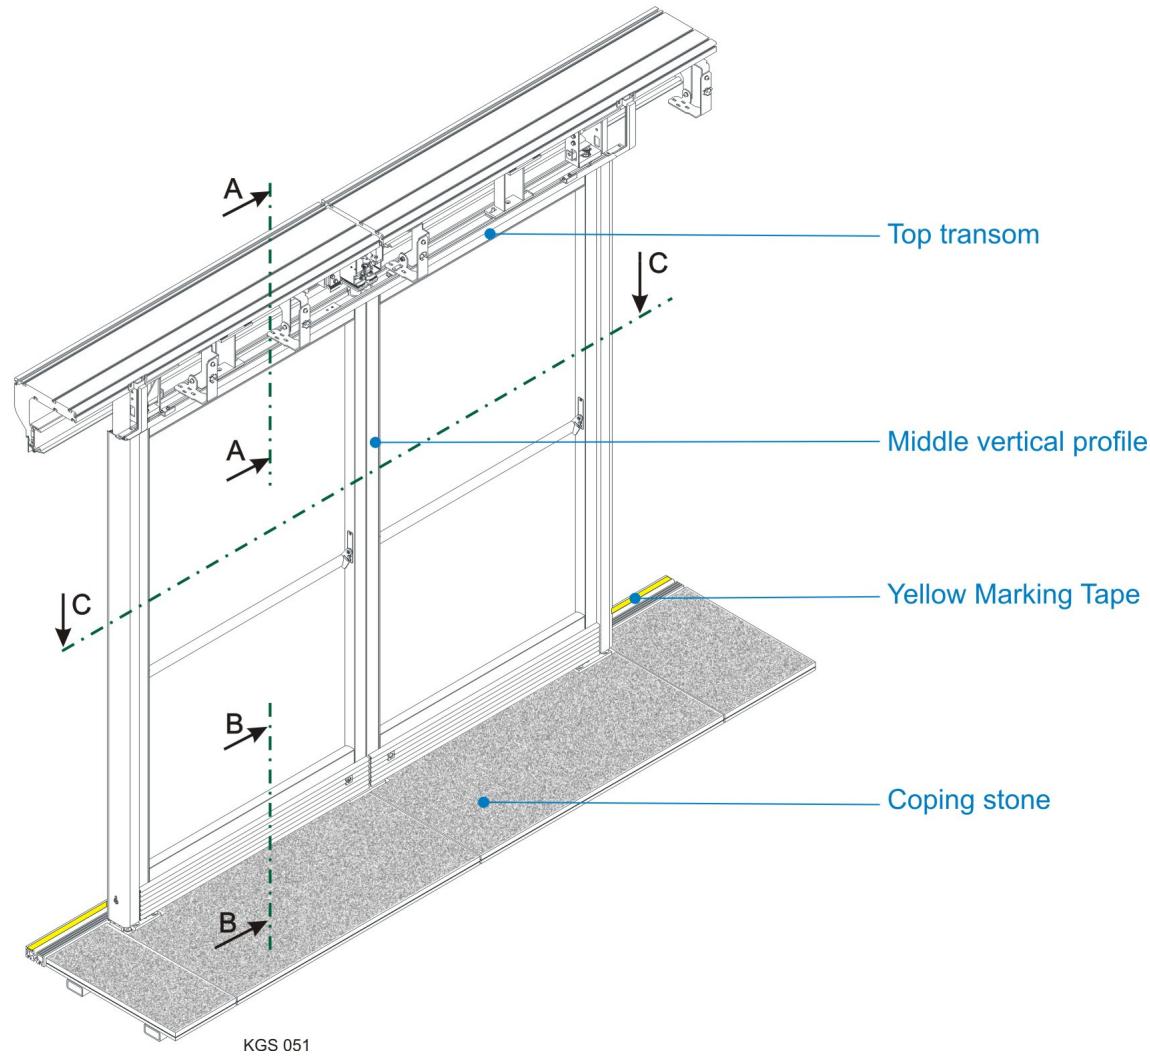 A
Top transom
C
Middle vertical profile
A
Yellow Marking Tape
C
B
Coping stone
B
KGS 051